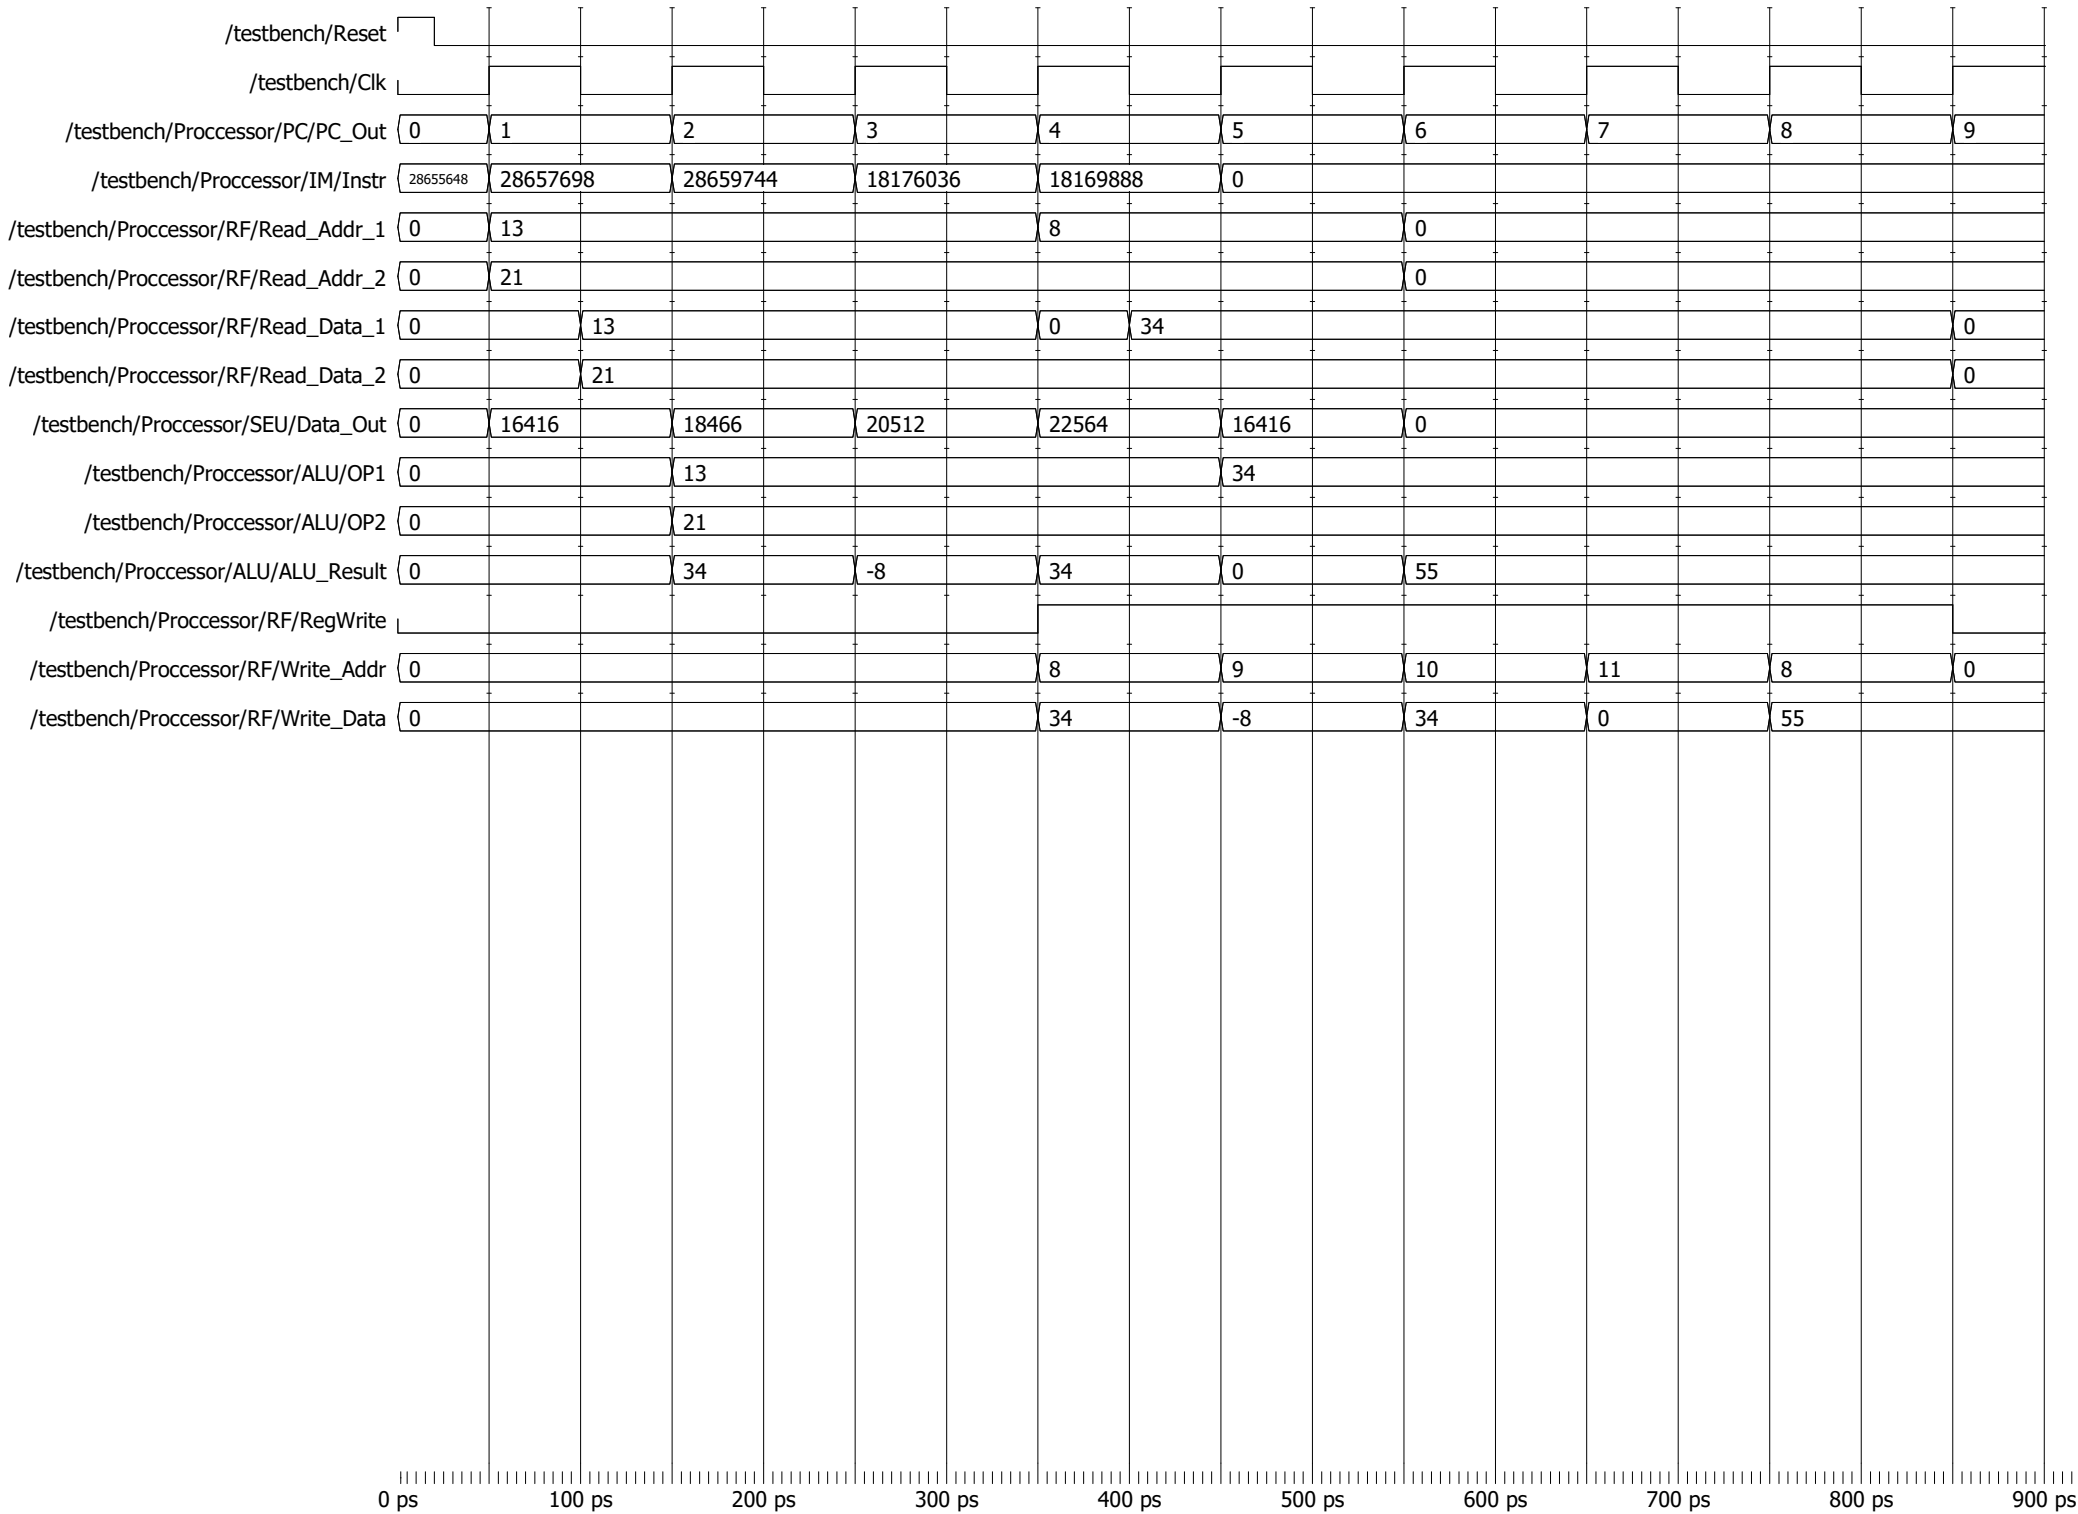 /testbench/Reset
/testbench/Clk
/testbench/Proccessor/PC/PC_Out 0 1 2 3 4 5 6 7 8 9
/testbench/Proccessor/IM/Instr 28655648 28657698 28659744 18176036 18169888 0
/testbench/Proccessor/RF/Read_Addr_1 0 13 8 0
/testbench/Proccessor/RF/Read_Addr_2 0 21 0
/testbench/Proccessor/RF/Read_Data_1 0 13 0 34 0
/testbench/Proccessor/RF/Read_Data_2 0 21 0
/testbench/Proccessor/SEU/Data_Out 0 16416 18466 20512 22564 16416 0
/testbench/Proccessor/ALU/OP1 0 13 34
/testbench/Proccessor/ALU/OP2 0 21
/testbench/Proccessor/ALU/ALU_Result 0 34 -8 34 0 55
/testbench/Proccessor/RF/RegWrite
/testbench/Proccessor/RF/Write_Addr 0 8 9 10 11 8 0
/testbench/Proccessor/RF/Write_Data 0 34 -8 34 0 55
0 ps 100 ps 200 ps 300 ps 400 ps 500 ps 600 ps 700 ps 800 ps 900 ps